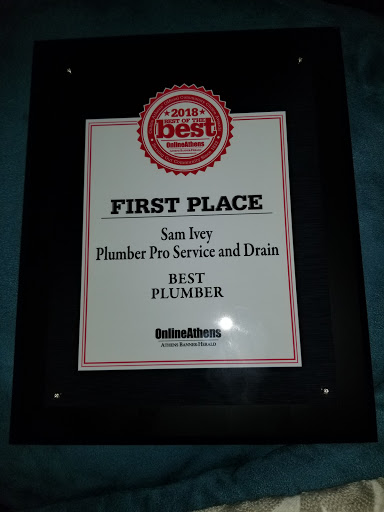 2018
BEST OF THE
best
OnlineAthens
FIRST PLACE
Sam Ivey
Plumber Pro Service and Drain
BEST
PLUMBER
OnlineAthens
ATHENS BANNER-HERALD